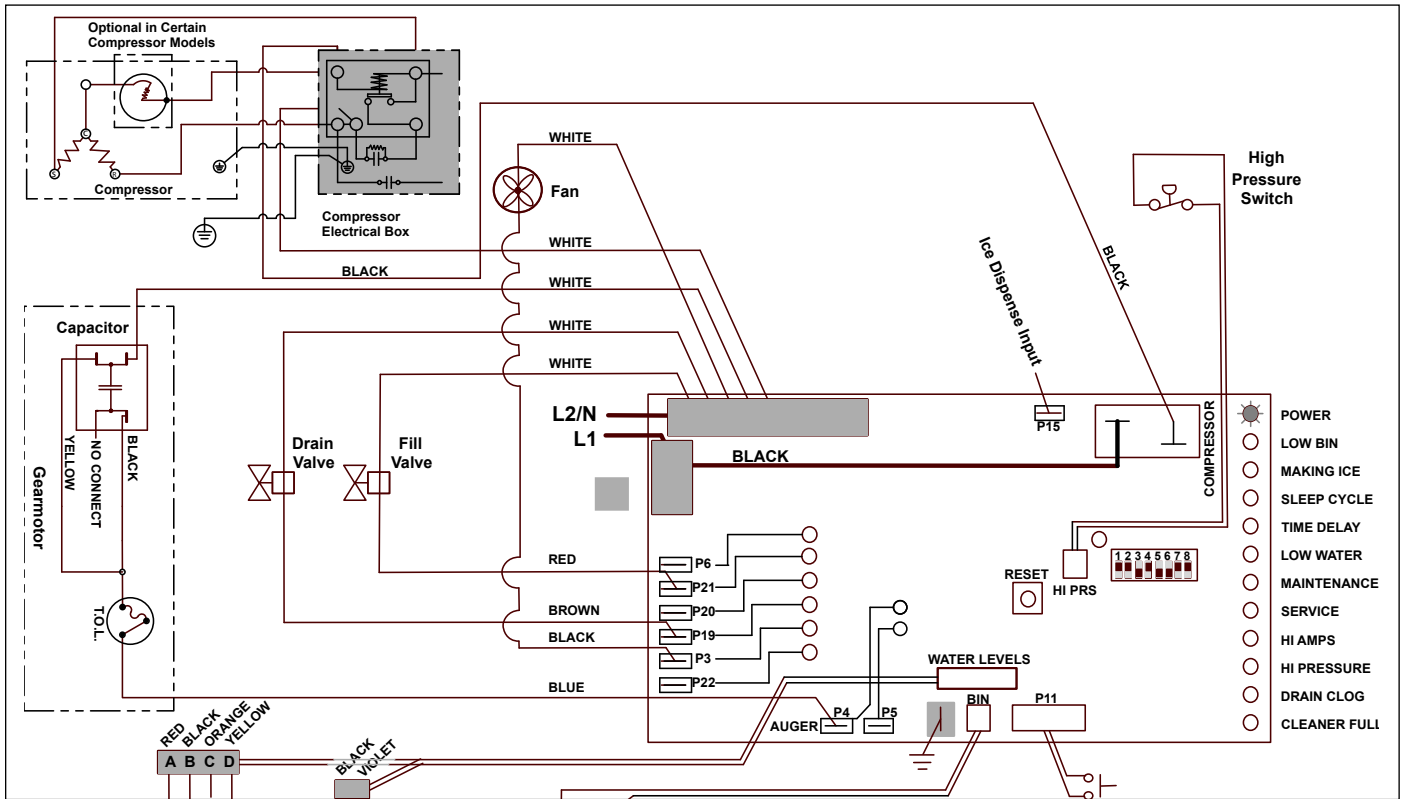 Optional in Certain
Compressor Models
C
S
R
Compressor
Compressor
Electrical Box
WHITE
Fan
WHITE
BLACK
WHITE
WHITE
WHITE
BLACK
Ice Dispense Input
High
Pressure
Switch
Capacitor
YELLOW
NO CONNECT
BLACK
Gearmotor
T.O.L.
Drain
Valve
Fill
Valve
L2/N
L1
BLACK
P15
COMPRESSOR
POWER
LOW BIN
MAKING ICE
SLEEP CYCLE
TIME DELAY
LOW WATER
MAINTENANCE
SERVICE
HI AMPS
HI PRESSURE
DRAIN CLOG
CLEANER FULL
RED
BROWN
BLACK
BLUE
P6
P21
P20
P19
P3
P22
RESET
HI PRS
1 2 3 4 5 6 7 8
WATER LEVELS
AUGER
P4
P5
BIN
P11
RED
BLACK
ORANGE
YELLOW
A B C D
BLACK
VIOLET